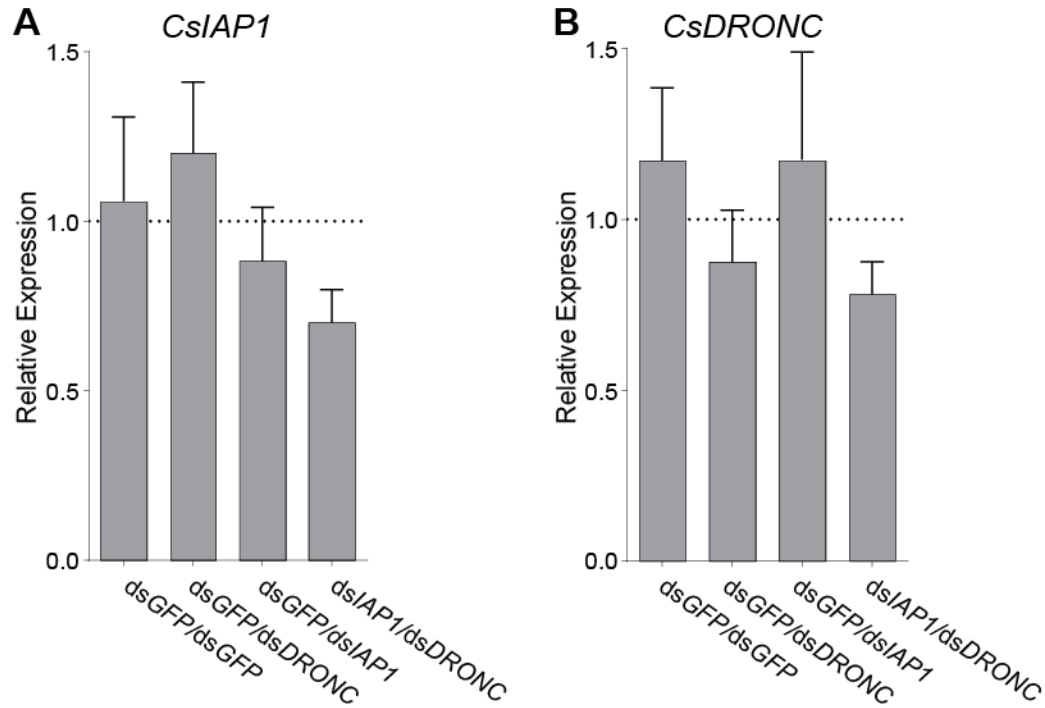 A CsIAP1
1.5
1.0
0.5
0.0
Relative Expression
dsGFP/dsGFP
dsGFP/dsDRONC
dsGFP/dsIAP1
dsIAP1/dsDRONC
B CsDRONC
1.5
1.0
0.5
0.0
Relative Expression
dsGFP/dsGFP
dsGFP/dsDRONC
dsGFP/dsIAP1
dsIAP1/dsDRONC